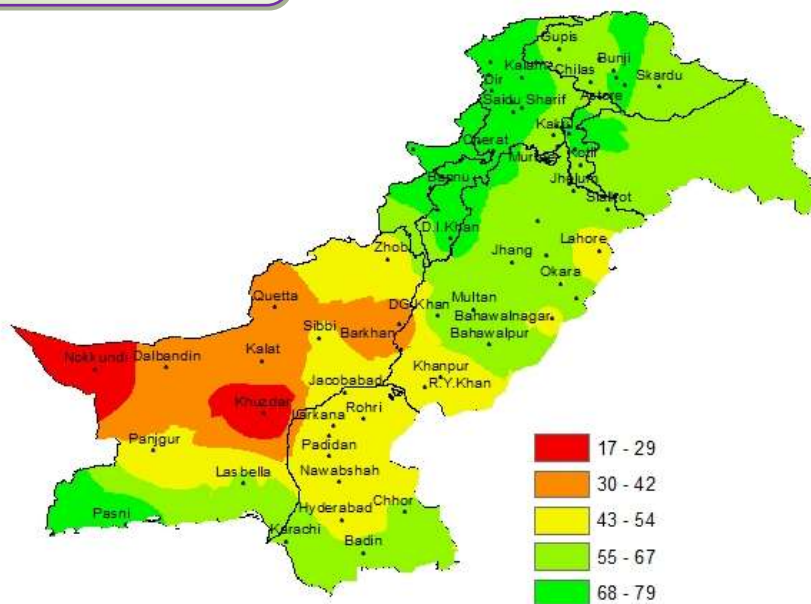 Gupis
Bunji
Kalam
Chilas
Skardu
Dir
Astore
Saidu Sharif
Kakul
Cherat
Murree
Kotli
Bannu
Jhelum
Sialkot
D.I.Khan
Zhob
Jhang
Lahore
Okara
Quetta
DG Khan
Multan
Bahawalnagar
Sibbi
Barkhan
Bahawalpur
Nokkundi
Dalbandin
Kalat
Khanpur
R.Y.Khan
Jacobabad
Khuzdar
Larkana
Rohri
Panjgur
Padidan
Lasbella
Nawabshah
Pasni
Hyderabad
Chhor
Karachi
Badin
17 - 29
30 - 42
43 - 54
55 - 67
68 - 79